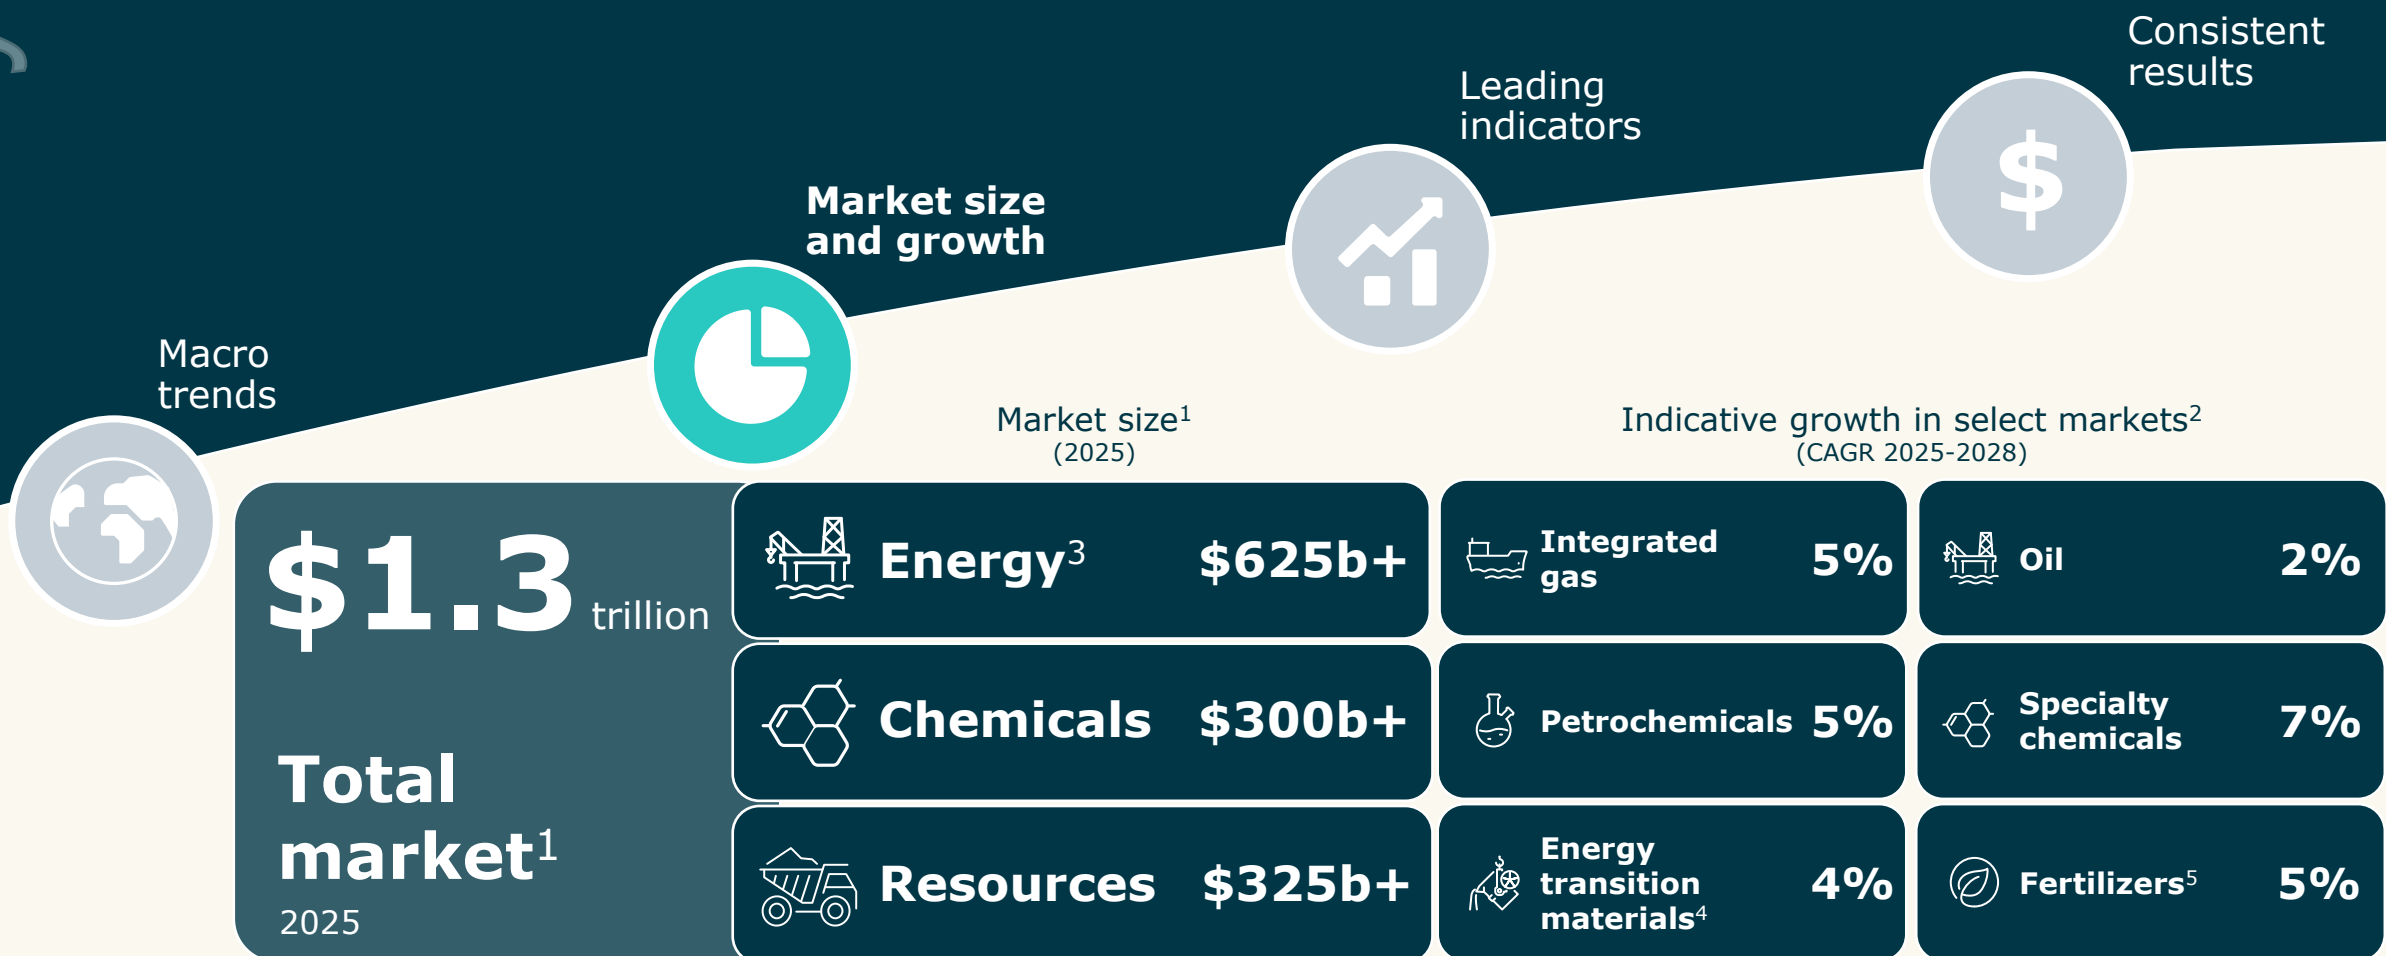 Consistent
results
Leading
indicators
$
Market size
and growth
Macro
trends
Market size¹
(2025)
Indicative growth in select markets²
(CAGR 2025-2028)
$1.3 trillion
Total
market¹
2025
Energy³ $625b+
Integrated
gas
5%
Oil 2%
Chemicals $300b+
Petrochemicals 5%
Specialty
chemicals
7%
Resources $325b+
Energy
transition
materials⁴
4%
Fertilizers⁵ 5%